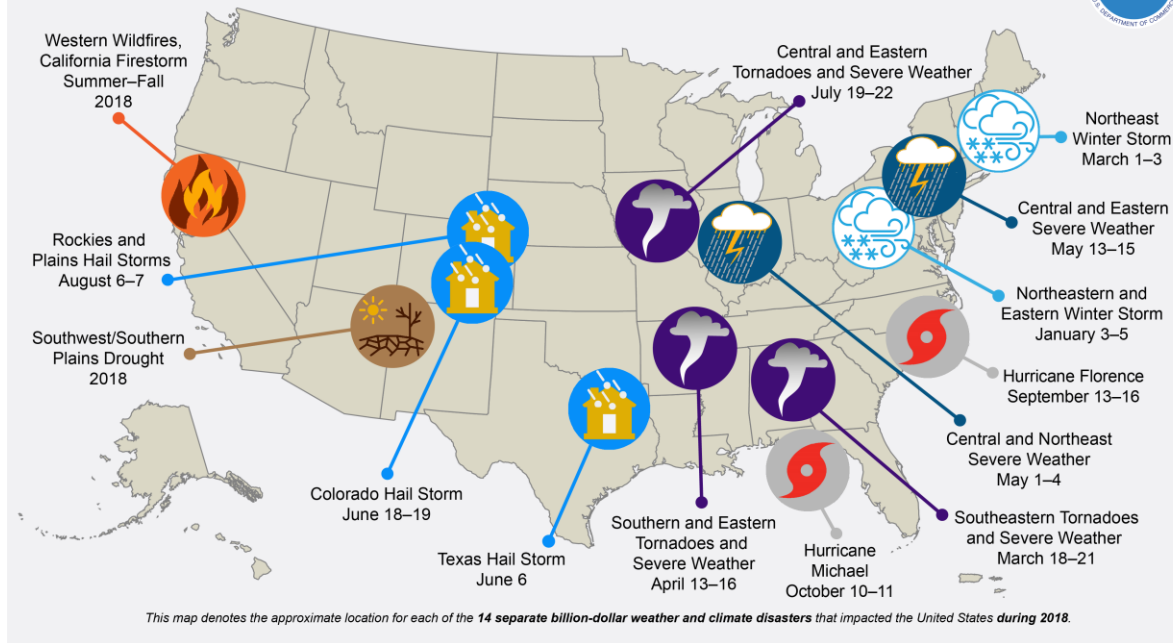 U.S. DEPARTMENT OF COMMERC
Western Wildfires,
California Firestorm
Summer–Fall
2018
Central and Eastern
Tornadoes and Severe Weather
July 19–22
Northeast
Winter Storm
March 1–3
Central and Eastern
Severe Weather
May 13–15
Rockies and
Plains Hail Storms
August 6–7
Northeastern and
Eastern Winter Storm
January 3–5
Southwest/Southern
Plains Drought
2018
Hurricane Florence
September 13–16
Central and Northeast
Severe Weather
May 1–4
Colorado Hail Storm
June 18–19
Texas Hail Storm
June 6
Southern and Eastern
Tornadoes and
Severe Weather
April 13–16
Hurricane
Michael
October 10–11
Southeastern Tornadoes
and Severe Weather
March 18–21
This map denotes the approximate location for each of the 14 separate billion-dollar weather and climate disasters that impacted the United States during 2018.